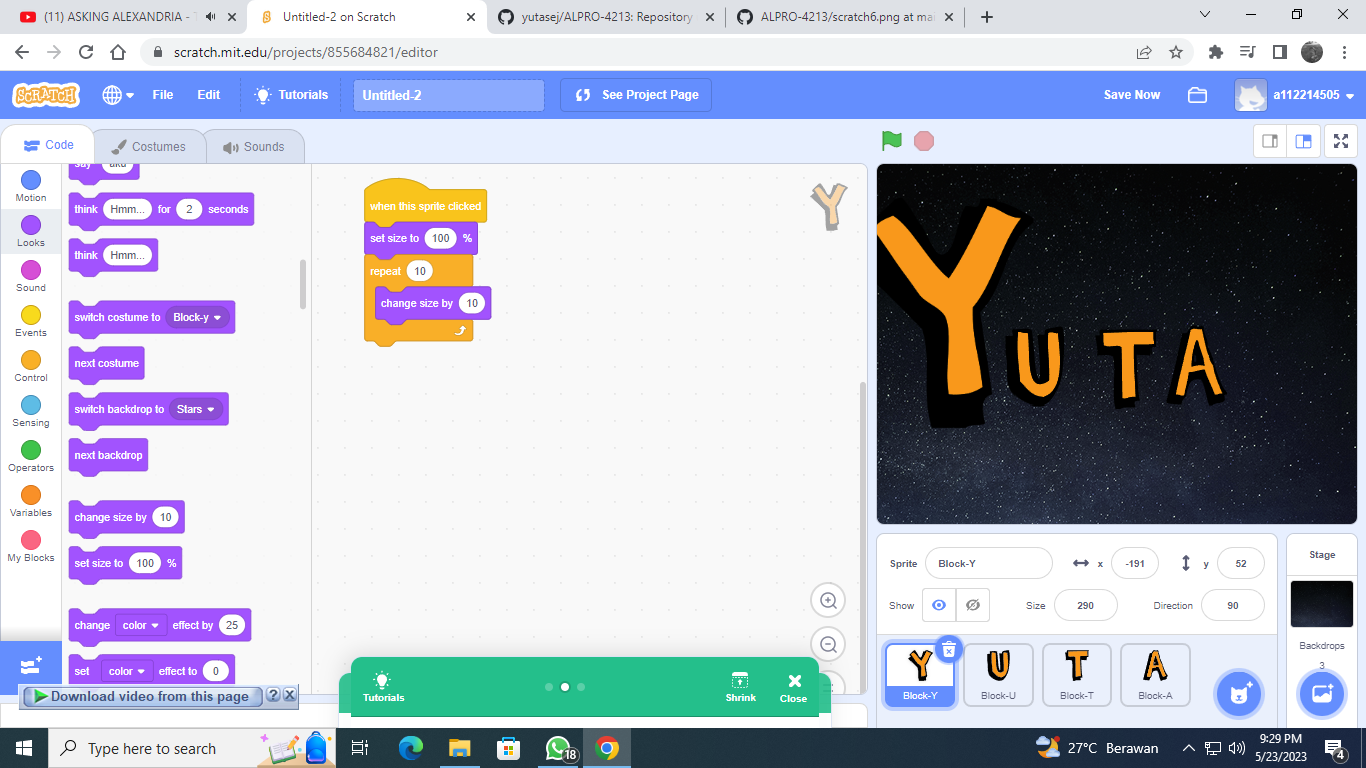 (11) ASKING ALEXANDRIA - T
Untitled-2 on Scratch
yutasej/ALPRO-4213: Repository
ALPRO-4213/scratch6.png at mai
scratch.mit.edu/projects/855684821/editor
SCRATCH
File
Edit
Tutorials
Untitled-2
See Project Page
Save Now
a112214505
Code
Costumes
Sounds
Motion
Looks
Sound
Events
Control
Sensing
Operators
Variables
My Blocks
say aku
think Hmm... for 2 seconds
think Hmm...
switch costume to Block-y
next costume
switch backdrop to Stars
next backdrop
change size by 10
set size to 100 %
change color effect by 25
set color effect to 0
when this sprite clicked
set size to 100 %
repeat 10
change size by 10
Y
Y U T A
Sprite Block-Y x -191 y 52
Show Size 290 Direction 90
Y
Block-Y
U
Block-U
T
Block-T
A
Block-A
Stage
Backdrops
3
Download video from this page ? X
Tutorials
Shrink
Close
Type here to search
18
27°C Berawan
9:29 PM
5/23/2023
4